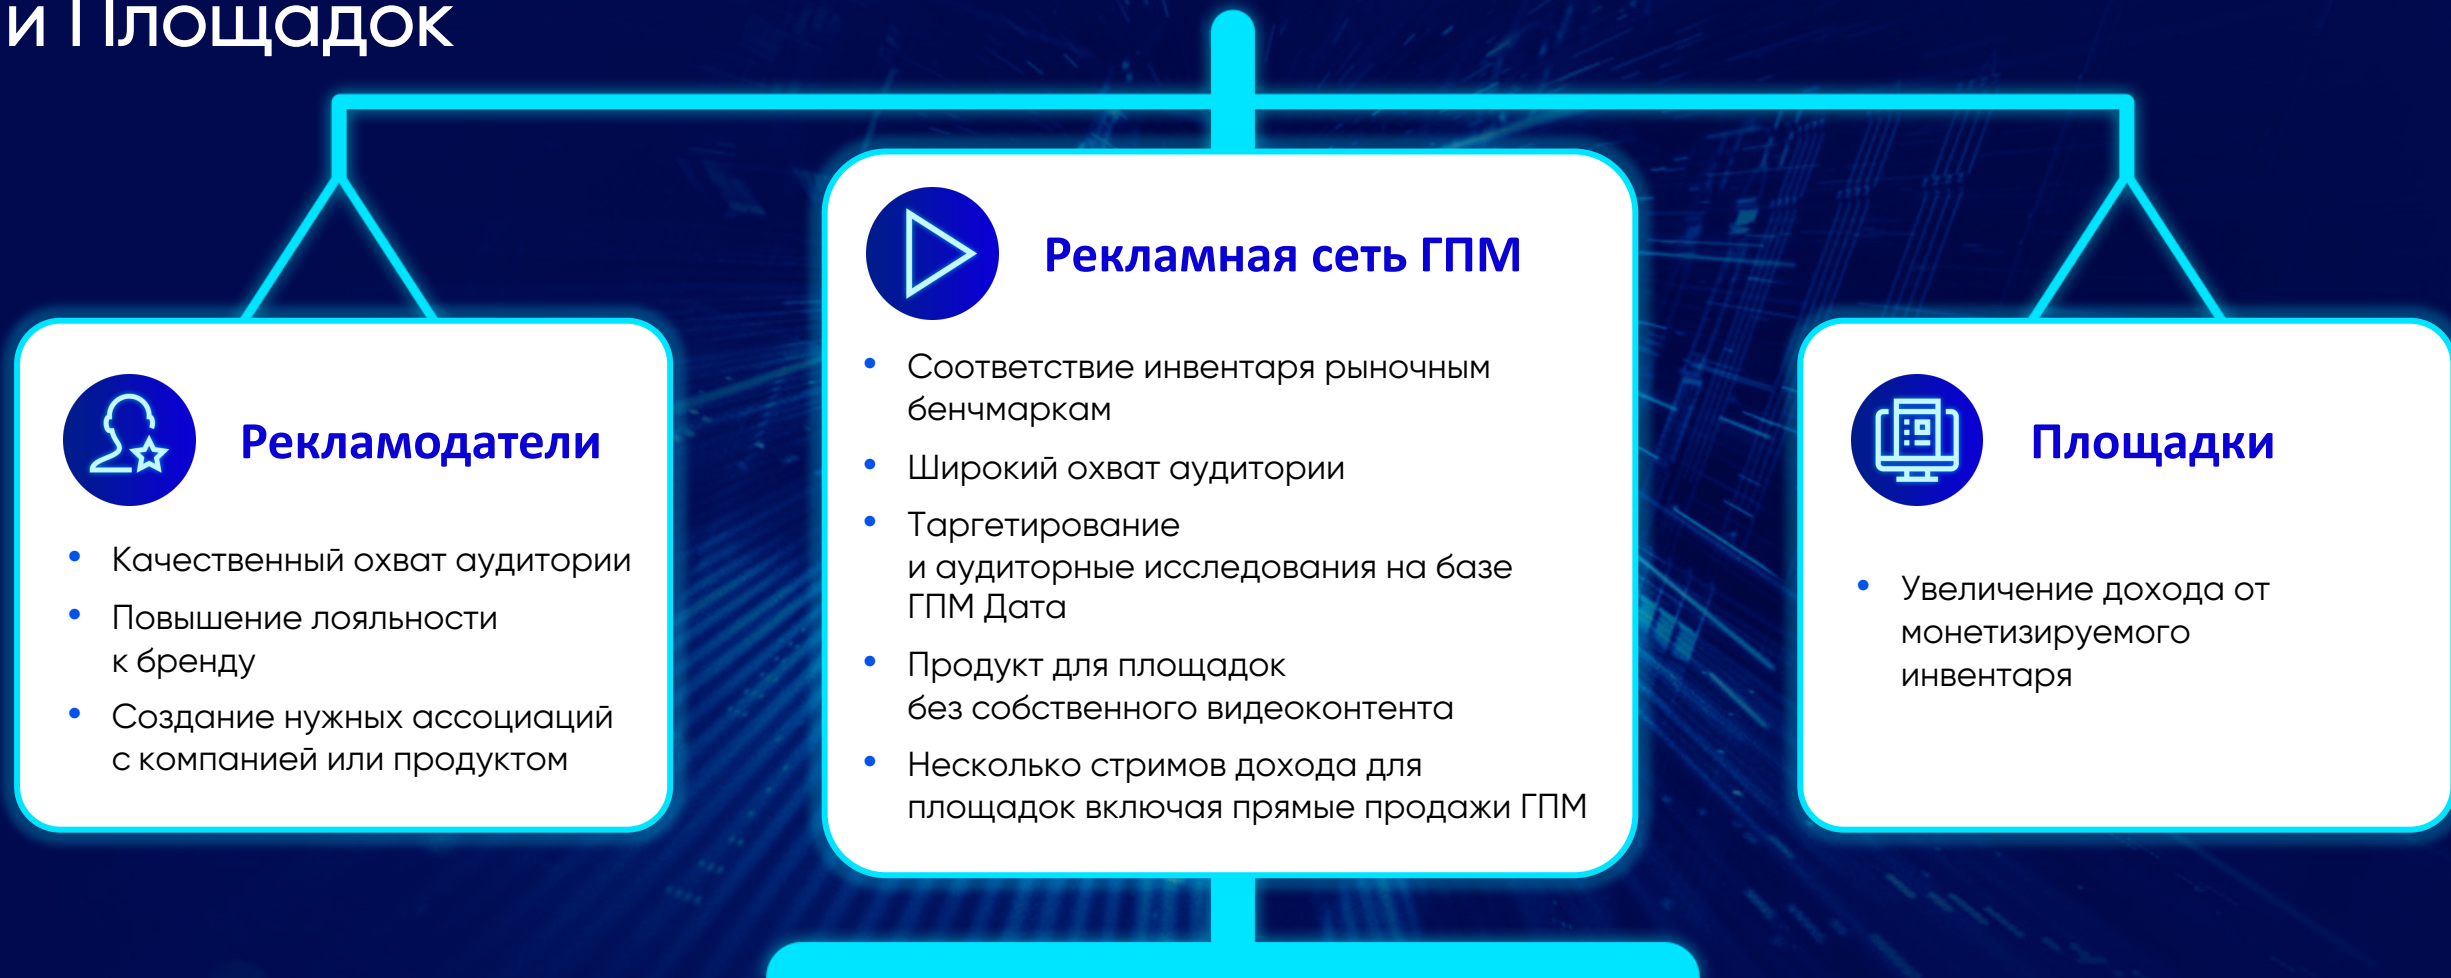 и Площадок
Рекламодатели
• Качественный охват аудитории
• Повышение лояльности
к бренду
• Создание нужных ассоциаций
с компанией или продуктом
Рекламная сеть ГПМ
• Соответствие инвентаря рыночным
бенчмаркам
• Широкий охват аудитории
• Таргетирование
и аудиторные исследования на базе
ГПМ Дата
• Продукт для площадок
без собственного видеоконтента
• Несколько стримов дохода для
площадок включая прямые продажи ГПМ
Площадки
• Увеличение дохода от
монетизируемого
инвентаря